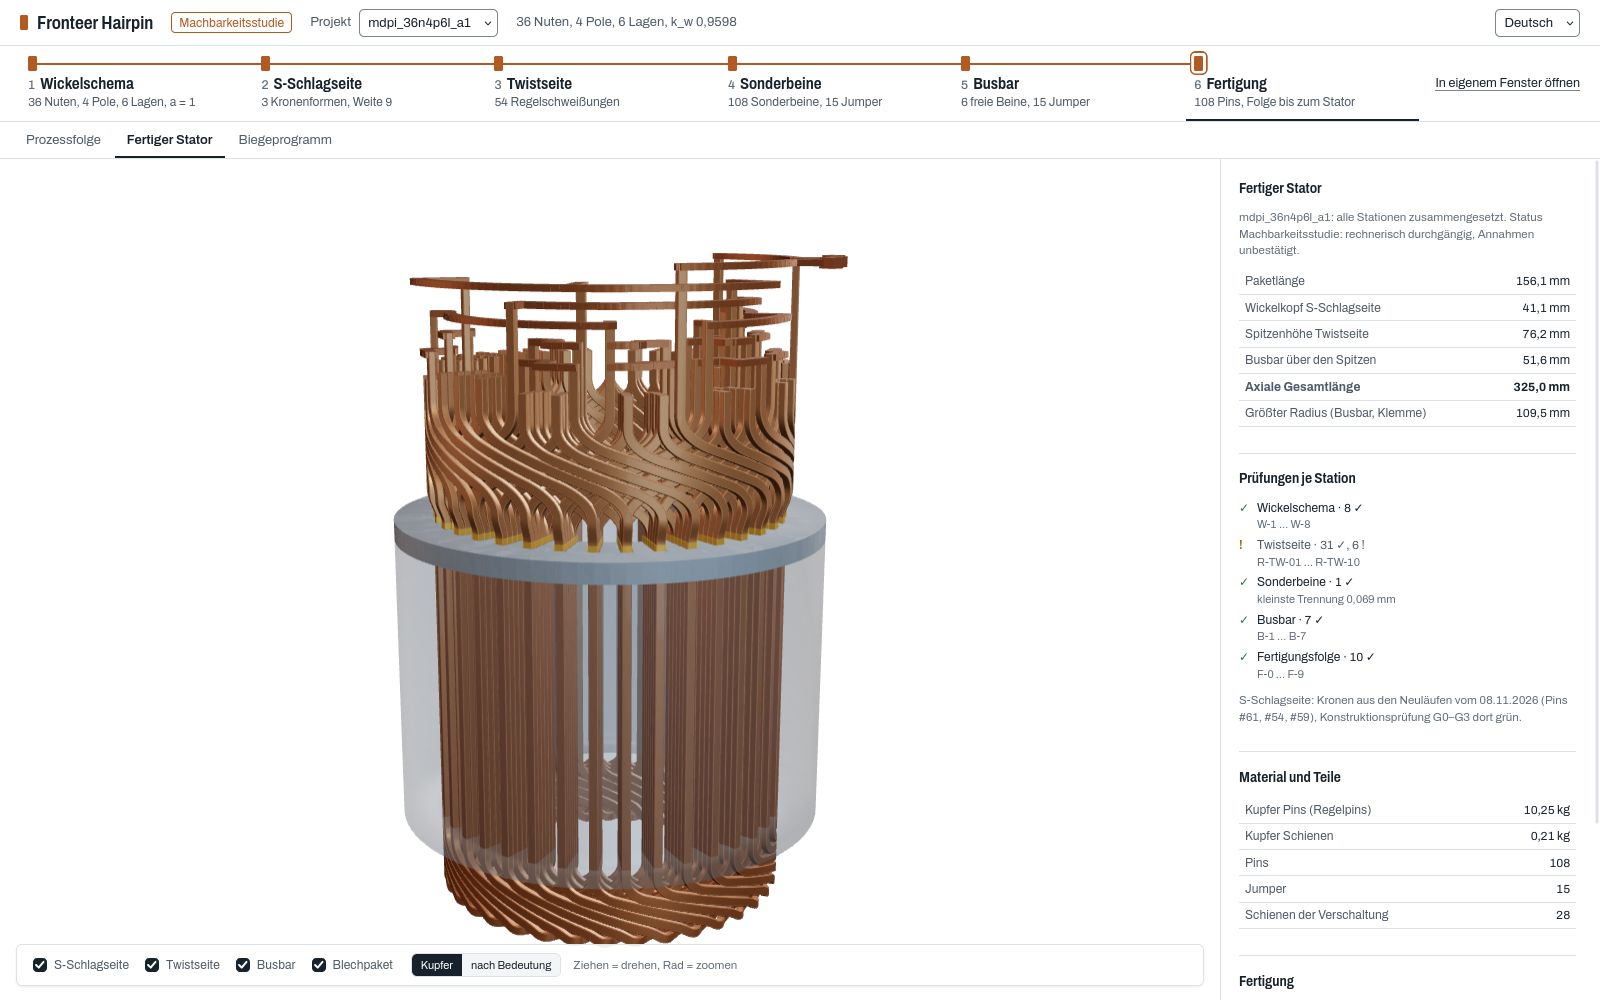 Fronteer Hairpin
Machbarkeitsstudie
Projekt
mdpi_36n4p6l_a1
36 Nuten, 4 Pole, 6 Lagen, k_w 0,9598
Deutsch
1 Wickelschema
36 Nuten, 4 Pole, 6 Lagen, a = 1
2 S-Schlagseite
3 Kronenformen, Weite 9
3 Twistseite
54 Regelschweißungen
4 Sonderbeine
108 Sonderbeine, 15 Jumper
5 Busbar
6 freie Beine, 15 Jumper
6 Fertigung
108 Pins, Folge bis zum Stator
In eigenem Fenster öffnen
Prozessfolge
Fertiger Stator
Biegeprogramm
Fertiger Stator
mdpi_36n4p6l_a1: alle Stationen zusammengesetzt. Status
Machbarkeitsstudie: rechnerisch durchgängig, Annahmen
unbestätigt.
Paketlänge 156,1 mm
Wickelkopf S-Schlagseite 41,1 mm
Spitzenhöhe Twistseite 76,2 mm
Busbar über den Spitzen 51,6 mm
Axiale Gesamtlänge 325,0 mm
Größter Radius (Busbar, Klemme) 109,5 mm
Prüfungen je Station
✓ Wickelschema · 8 ✓
W-1 ... W-8
! Twistseite · 31 ✓, 6 !
R-TW-01 ... R-TW-10
✓ Sonderbeine · 1 ✓
kleinste Trennung 0,069 mm
✓ Busbar · 7 ✓
B-1 ... B-7
✓ Fertigungsfolge · 10 ✓
F-0 ... F-9
S-Schlagseite: Kronen aus den Neuläufen vom 08.11.2026 (Pins
#61, #54, #59), Konstruktionsprüfung G0–G3 dort grün.
Material und Teile
Kupfer Pins (Regelpins) 10,25 kg
Kupfer Schienen 0,21 kg
Pins 108
Jumper 15
Schienen der Verschaltung 28
Fertigung
S-Schlagseite
Twistseite
Busbar
Blechpaket
Kupfer
nach Bedeutung
Ziehen = drehen, Rad = zoomen